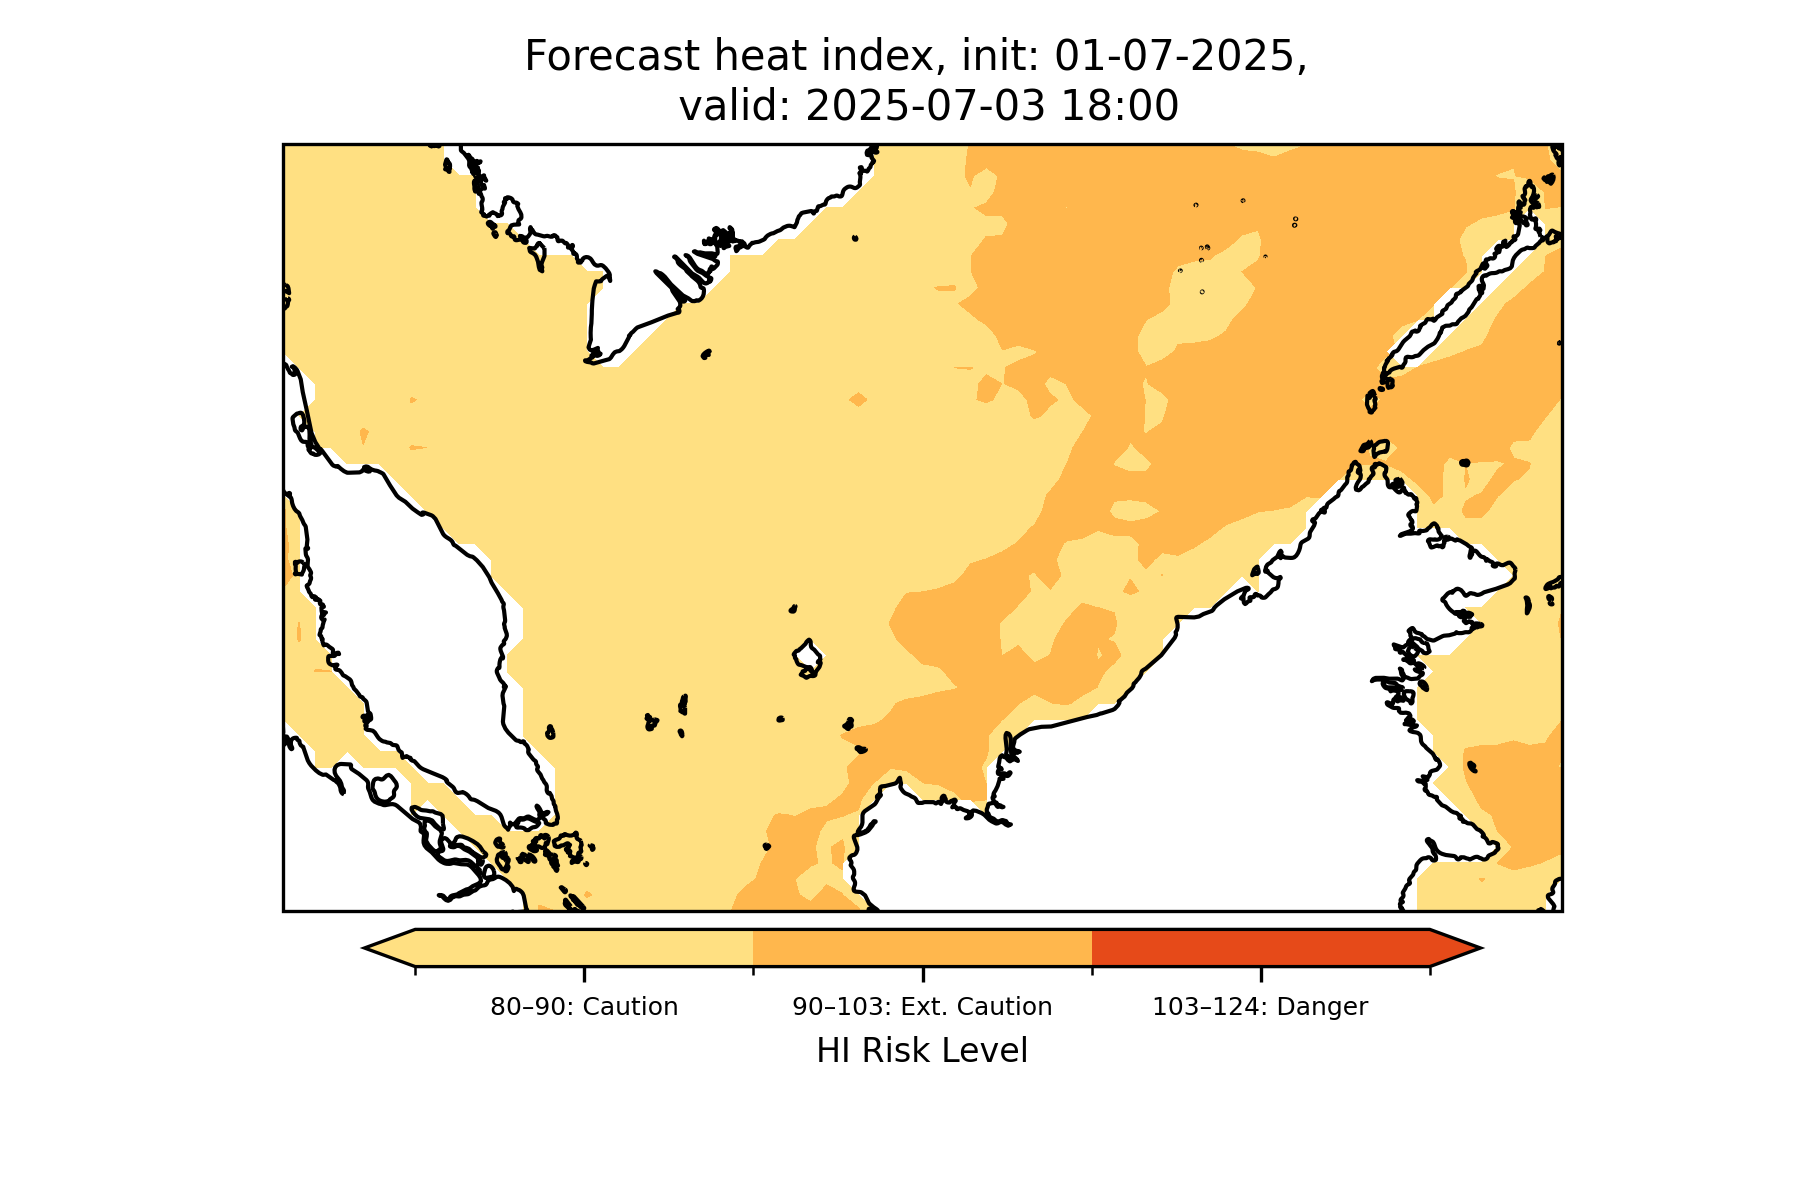 Forecast heat index, init: 01-07-2025,
valid: 2025-07-03 18:00
80–90: Caution
90–103: Ext. Caution
103–124: Danger
HI Risk Level